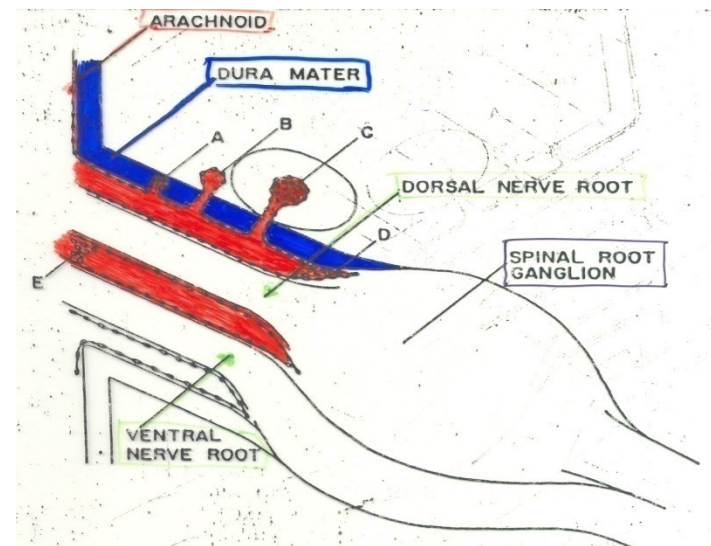 ARACHNOID
DURA MATER
A
B
C
DORSAL NERVE ROOT
D
SPINAL ROOT
GANGLION
E
VENTRAL
NERVE ROOT